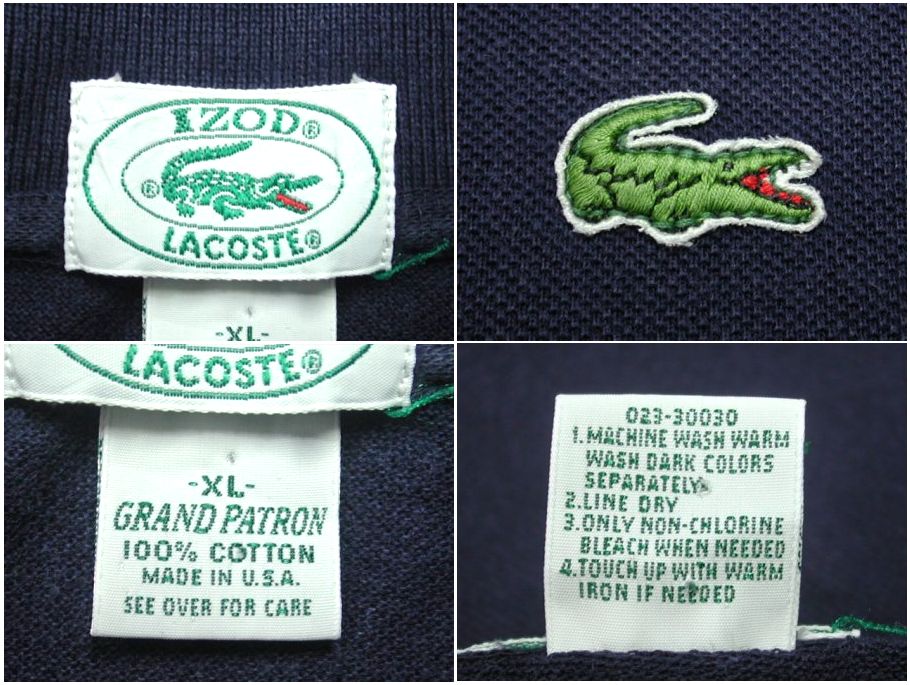 IZOD®
®
LACOSTE®
-XL-
LACOSTE®
-XL-
GRAND PATRON
100% COTTON
MADE IN U.S.A.
SEE OVER FOR CARE
023-30030
1.MACHINE WASH WARM
WASH DARK COLORS
SEPARATELY
2.LINE DRY
3.ONLY NON-CHLORINE
BLEACH WHEN NEEDED
4.TOUCH UP WITH WARM
IRON IF NEEDED